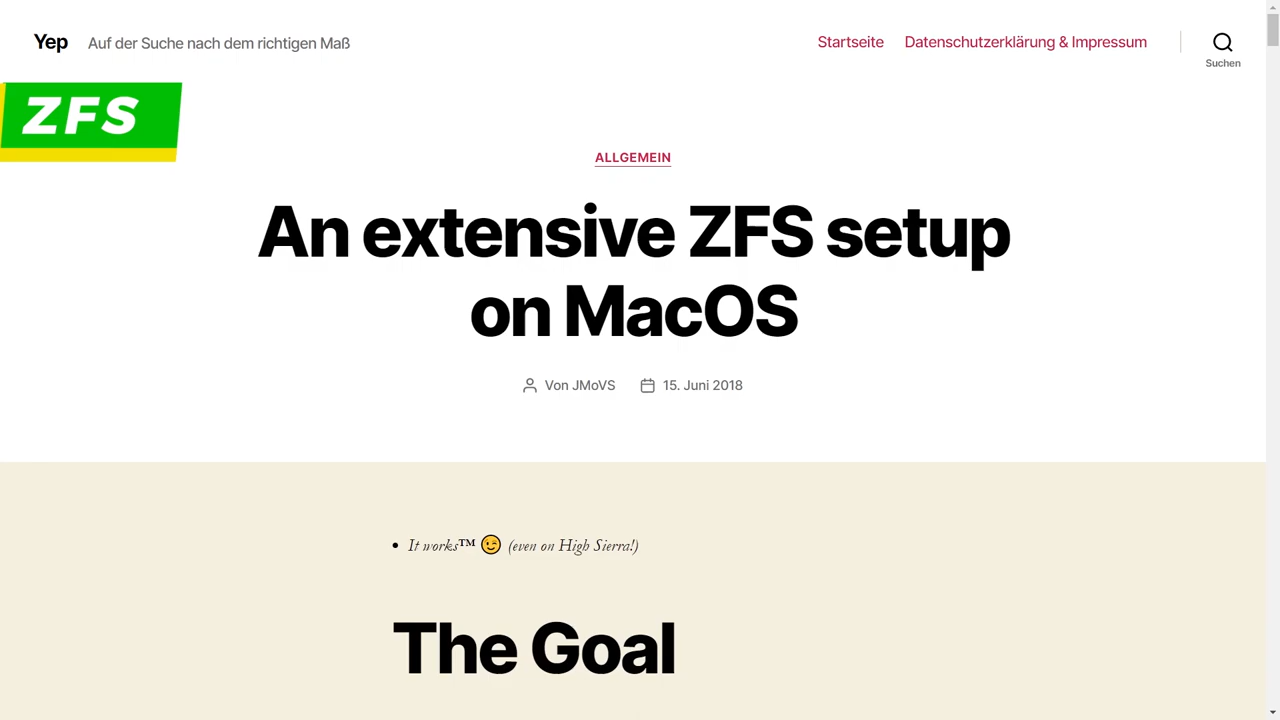 Yep
Auf der Suche nach dem richtigen Maß
Startseite
Datenschutzerklärung & Impressum
Suchen
ZFS
ALLGEMEIN
An extensive ZFS setup
on MacOS
Von JMoVS
15. Juni 2018
It works™ 😉 (even on High Sierra!)
The Goal